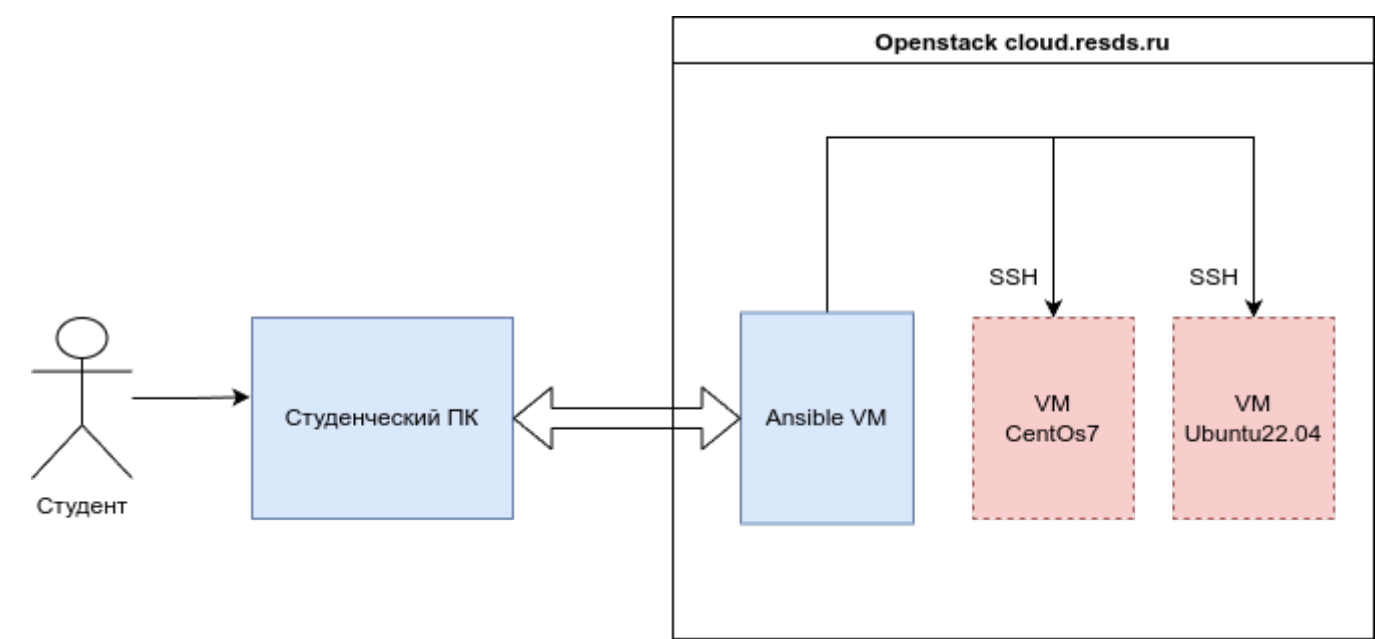 Openstack cloud.resds.ru
SSH
SSH
Студент
Студенческий ПК
Ansible VM
VM
CentOs7
VM
Ubuntu22.04